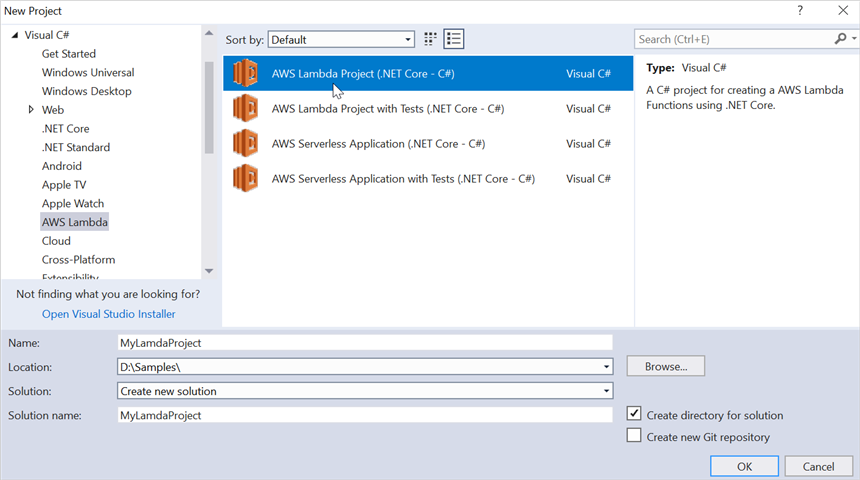 New Project
?
Visual C#
Get Started
Windows Universal
Windows Desktop
Web
.NET Core
.NET Standard
Android
Apple TV
Apple Watch
AWS Lambda
Cloud
Cross-Platform
Extensibility
Not finding what you are looking for?
Open Visual Studio Installer
Sort by: Default
Search (Ctrl+E)
AWS Lambda Project (.NET Core - C#) Visual C#
AWS Lambda Project with Tests (.NET Core - C#) Visual C#
AWS Serverless Application (.NET Core - C#) Visual C#
AWS Serverless Application with Tests (.NET Core - C#) Visual C#
Type: Visual C#
A C# project for creating a AWS Lambda
Functions using .NET Core.
Name: MyLamdaProject
Location: D:\Samples\
Browse...
Solution: Create new solution
Solution name: MyLamdaProject
Create directory for solution
Create new Git repository
OK Cancel